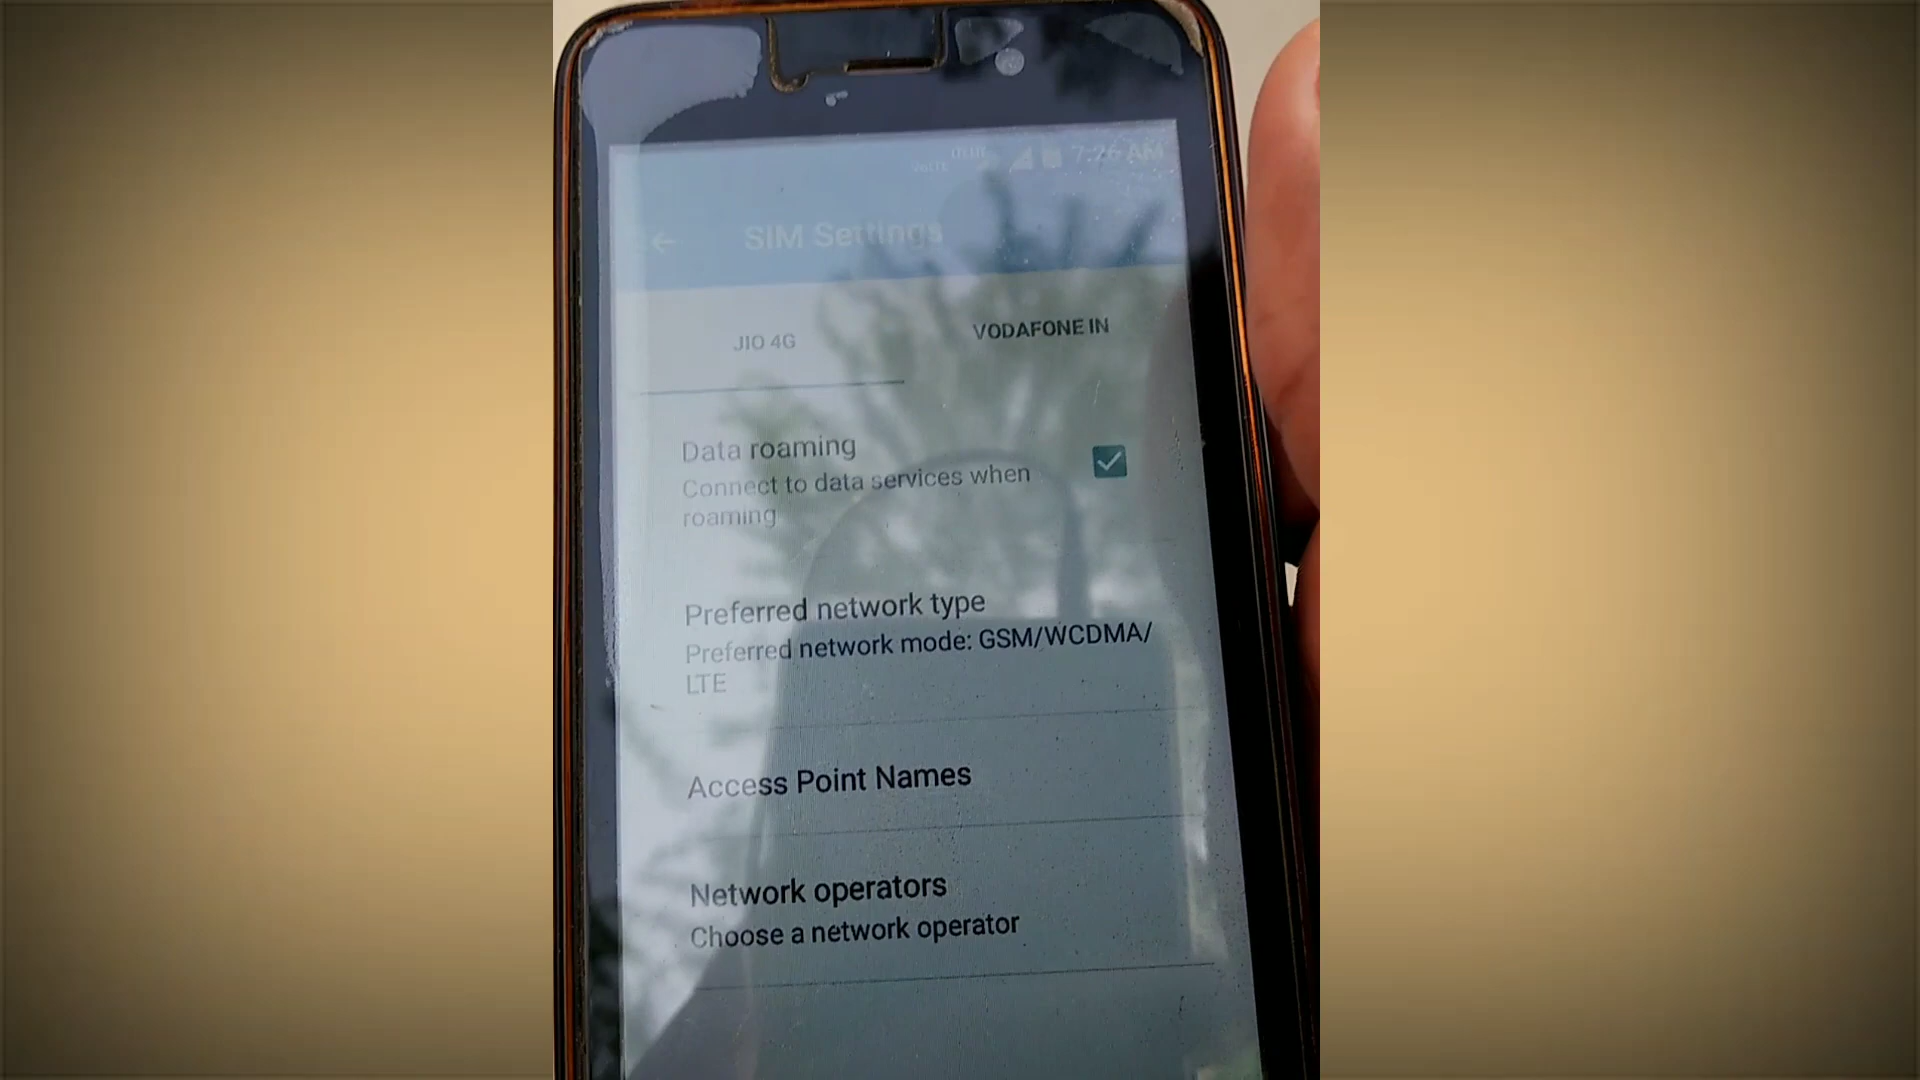 7:26 AM
SIM Settings
JIO 4G
VODAFONE IN
Data roaming
Connect to data services when
roaming
Preferred network type
Preferred network mode: GSM/WCDMA/
LTE
Access Point Names
Network operators
Choose a network operator